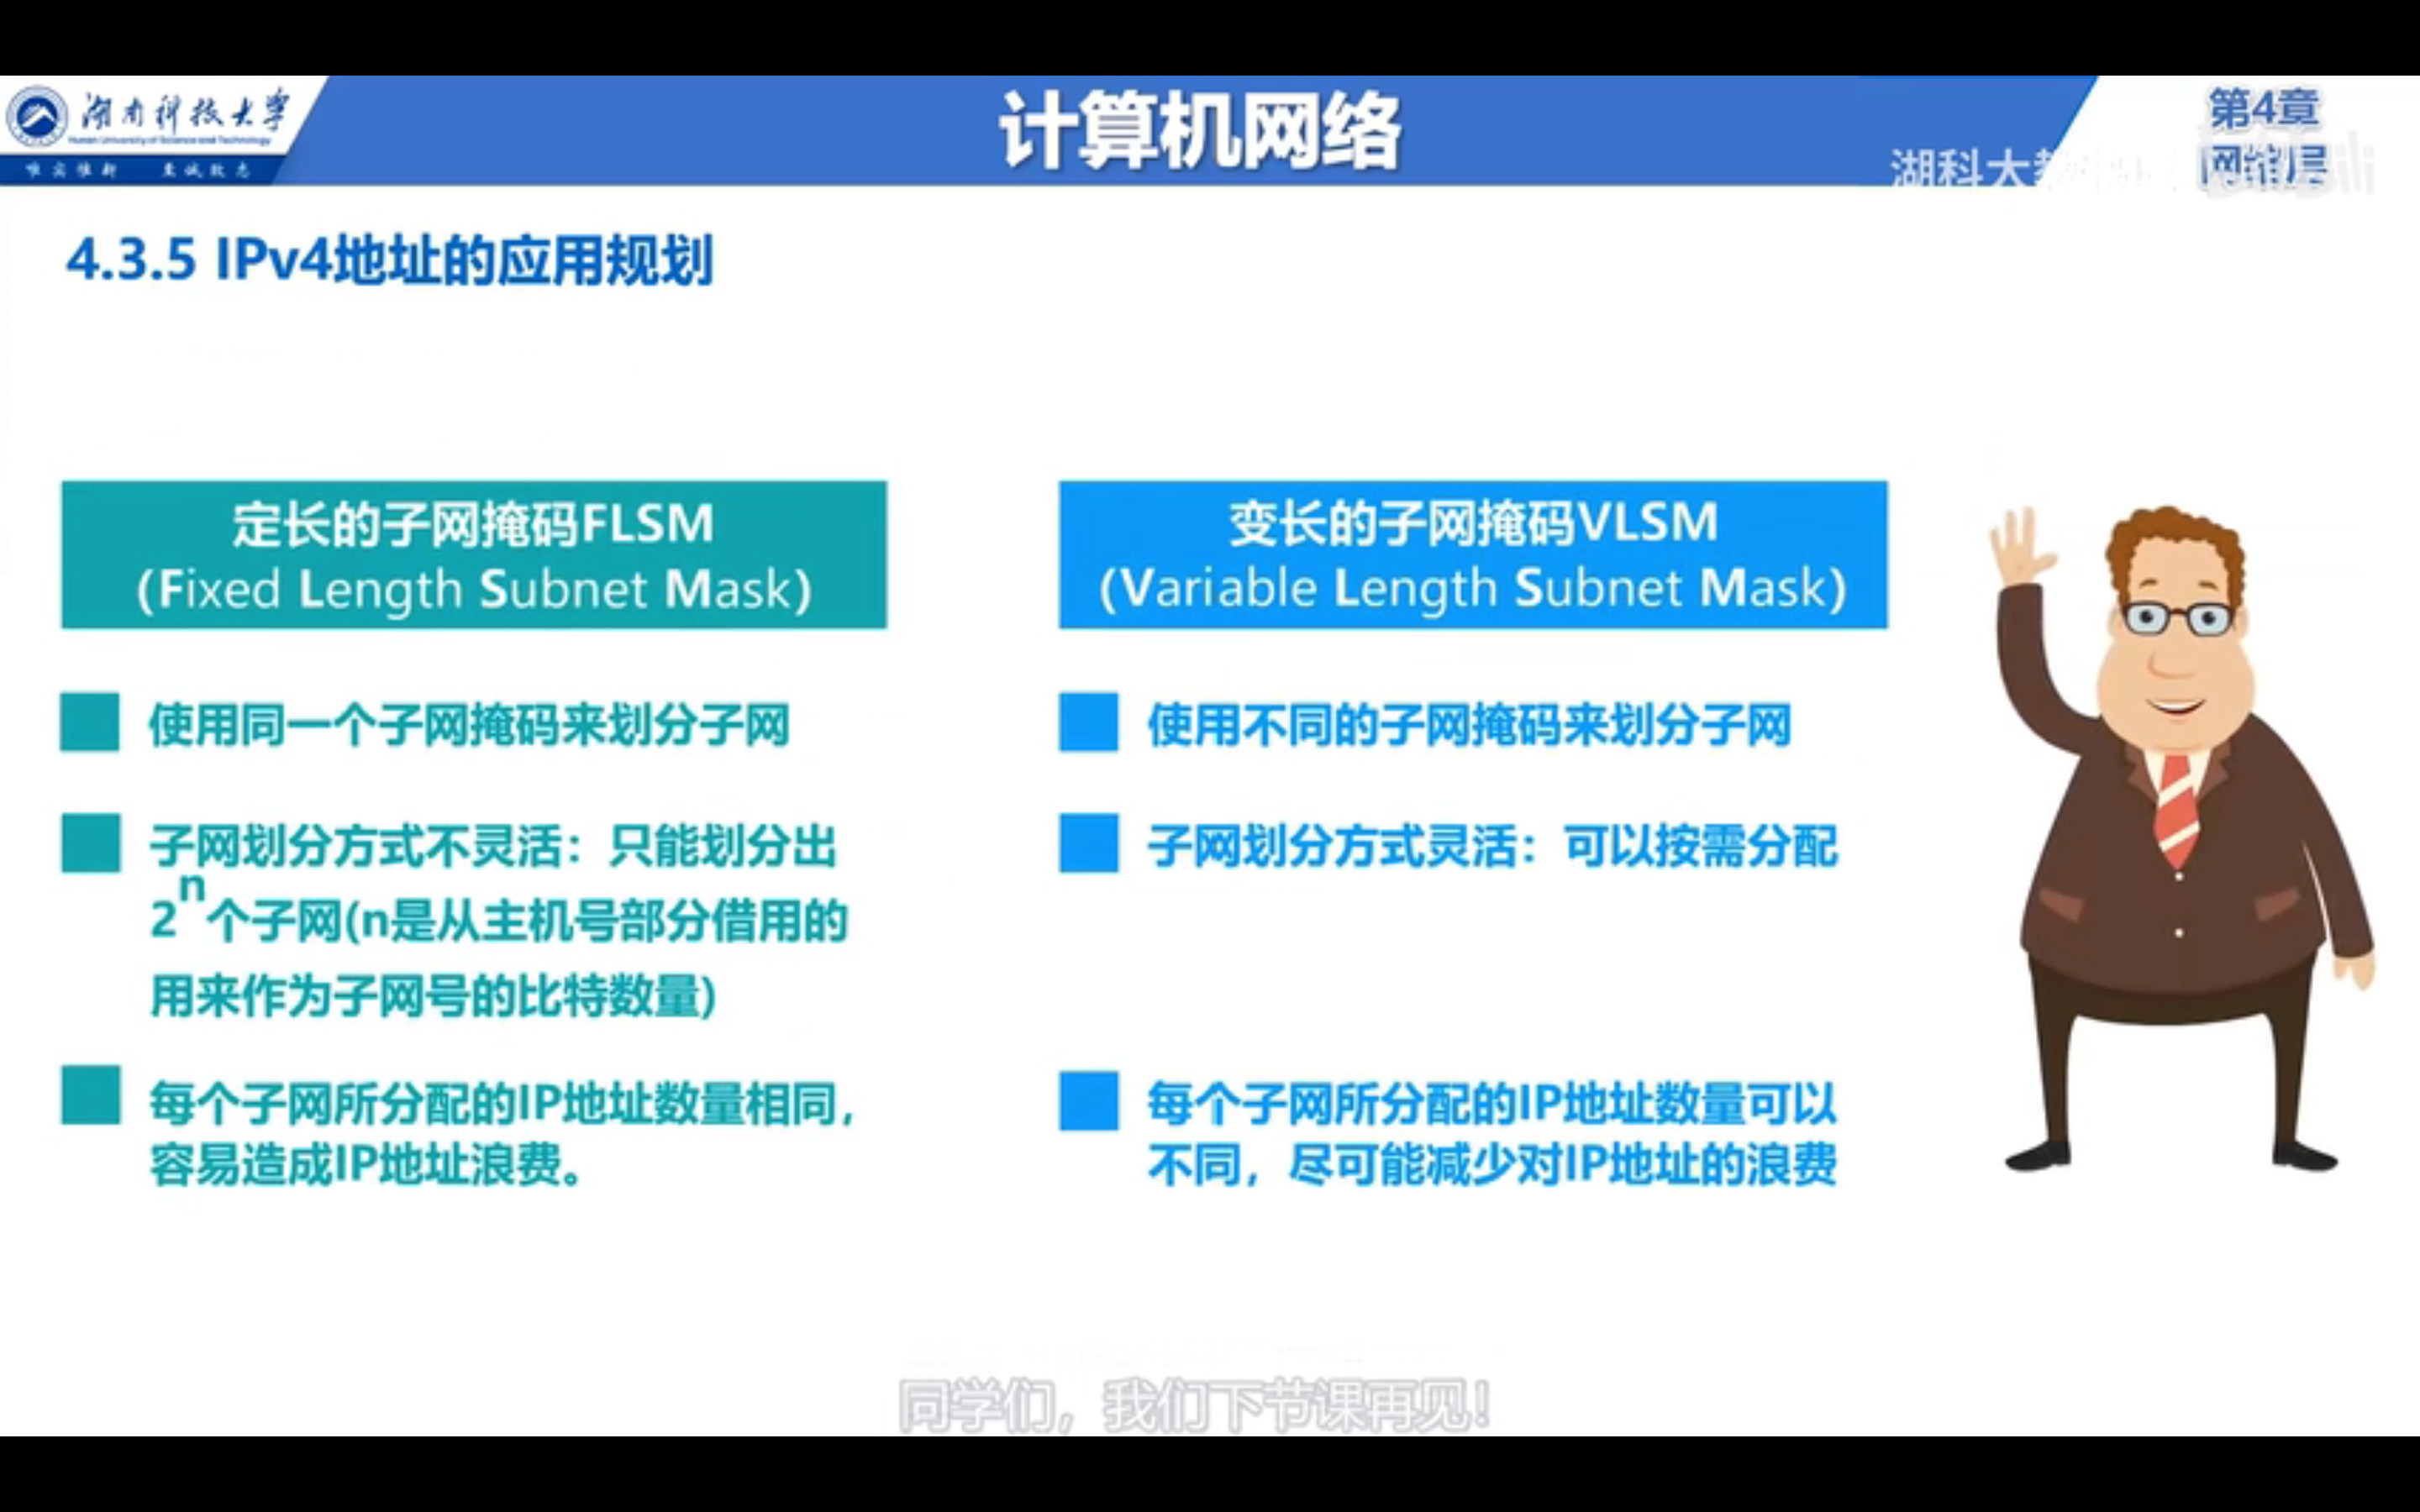 湖南科技大学
Hunan University of Science and Technology
唯实惟新 至诚致志
计算机网络
第4章
网络层
湖科大
4.3.5 IPv4地址的应用规划
定长的子网掩码FLSM
(Fixed Length Subnet Mask)
使用同一个子网掩码来划分子网
子网划分方式不灵活：只能划分出
2ⁿ个子网(n是从主机号部分借用的
用来作为子网号的比特数量)
每个子网所分配的IP地址数量相同，
容易造成IP地址浪费。
变长的子网掩码VLSM
(Variable Length Subnet Mask)
使用不同的子网掩码来划分子网
子网划分方式灵活：可以按需分配
每个子网所分配的IP地址数量可以
不同，尽可能减少对IP地址的浪费
同学们，我们下节课再见！